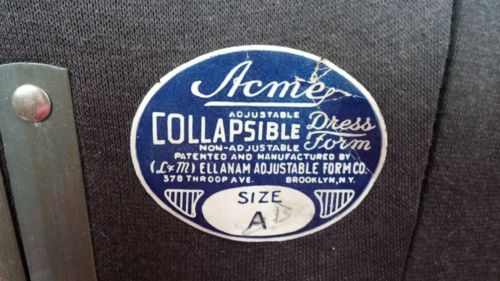 Acme
ADJUSTABLE
COLLAPSIBLE Dress
NON-ADJUSTABLE Form
PATENTED AND MANUFACTURED BY
(L&M) ELLANAM ADJUSTABLE FORM CO.
378 THROOP AVE. BROOKLYN, N.Y.
SIZE
A